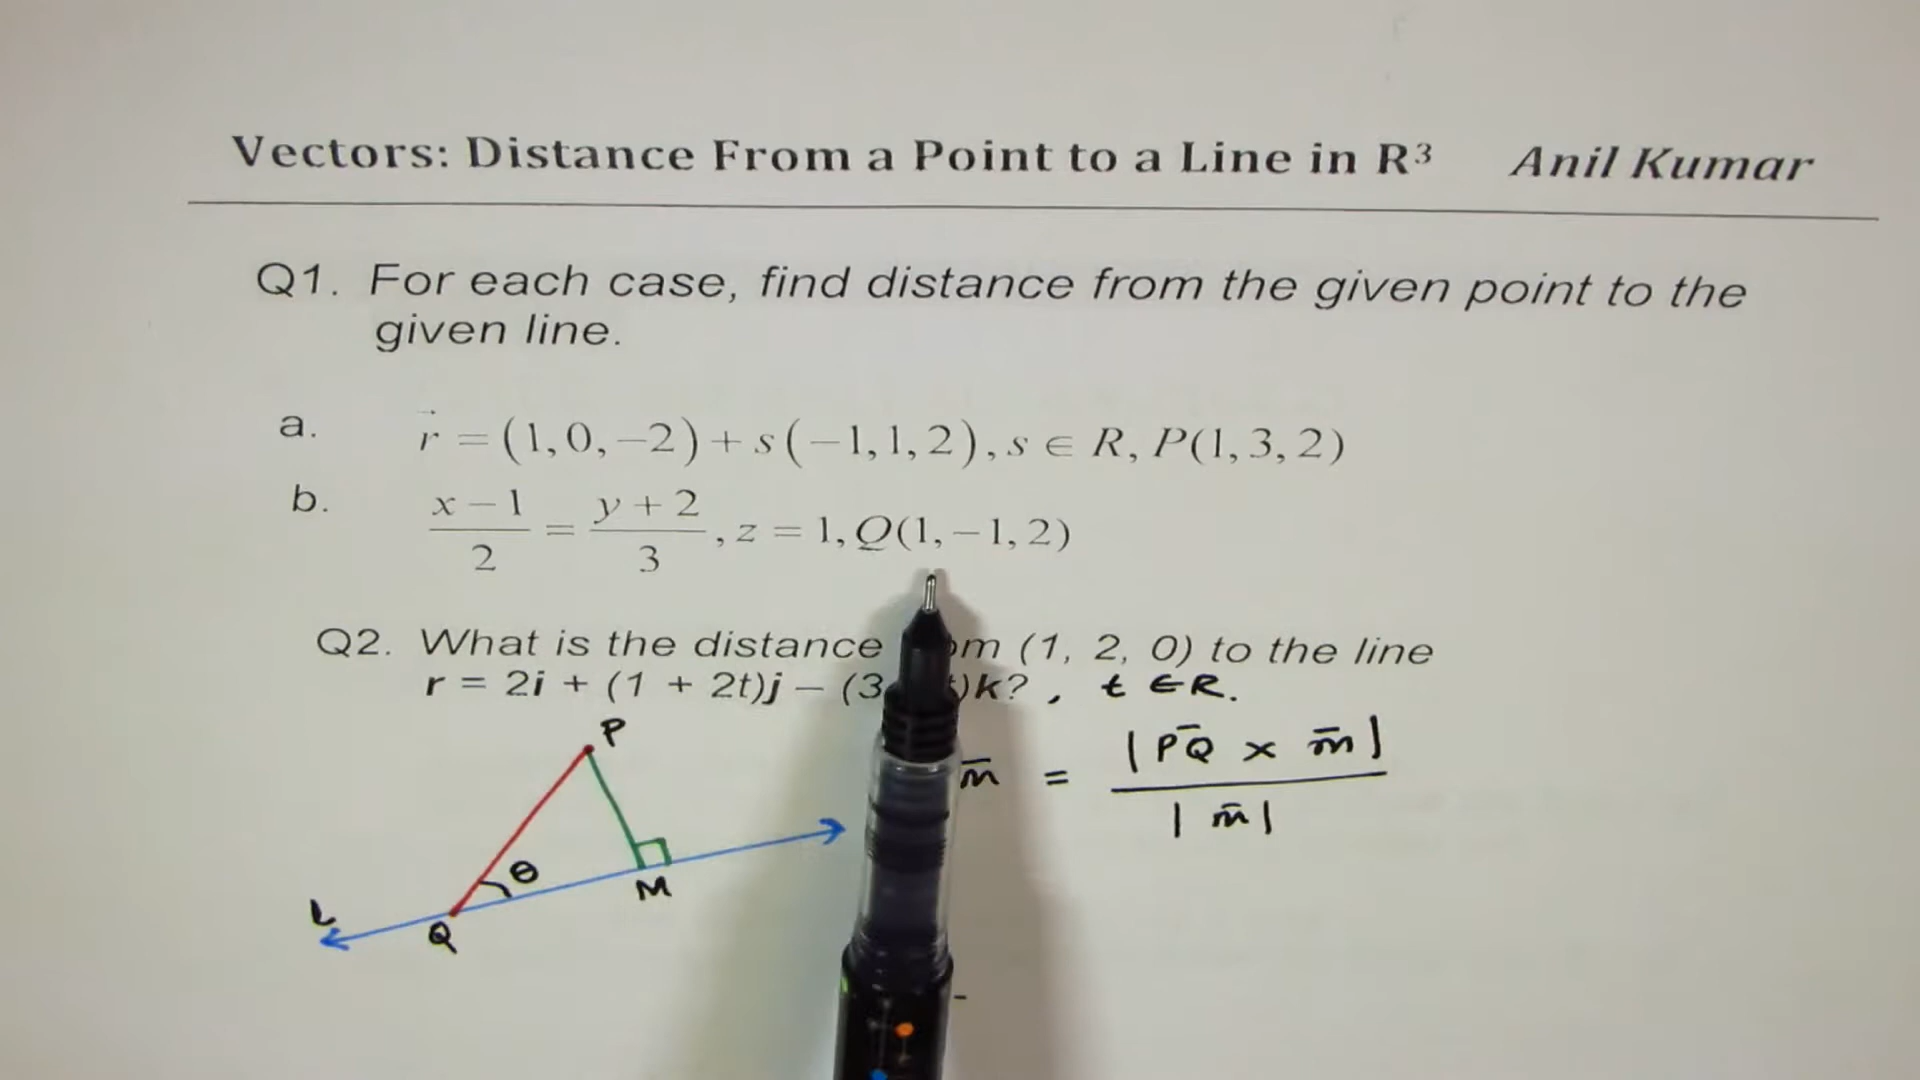 Vectors: Distance From a Point to a Line in R³ Anil Kumar
Q1. For each case, find distance from the given point to the
given line.
a. r⃗ = (1, 0, −2) + s(−1, 1, 2), s ∈ R, P(1, 3, 2)
b. (x − 1)/2 = (y + 2)/3, z = 1, Q(1, −1, 2)
Q2. What is the distance (1, 2, 0) to the line
r = 2i + (1 + 2t)j − (3 )k? , t ∈ R.
P
m̄ = |P̄Q̄ × m̄| / |m̄|
θ
M
L
Q